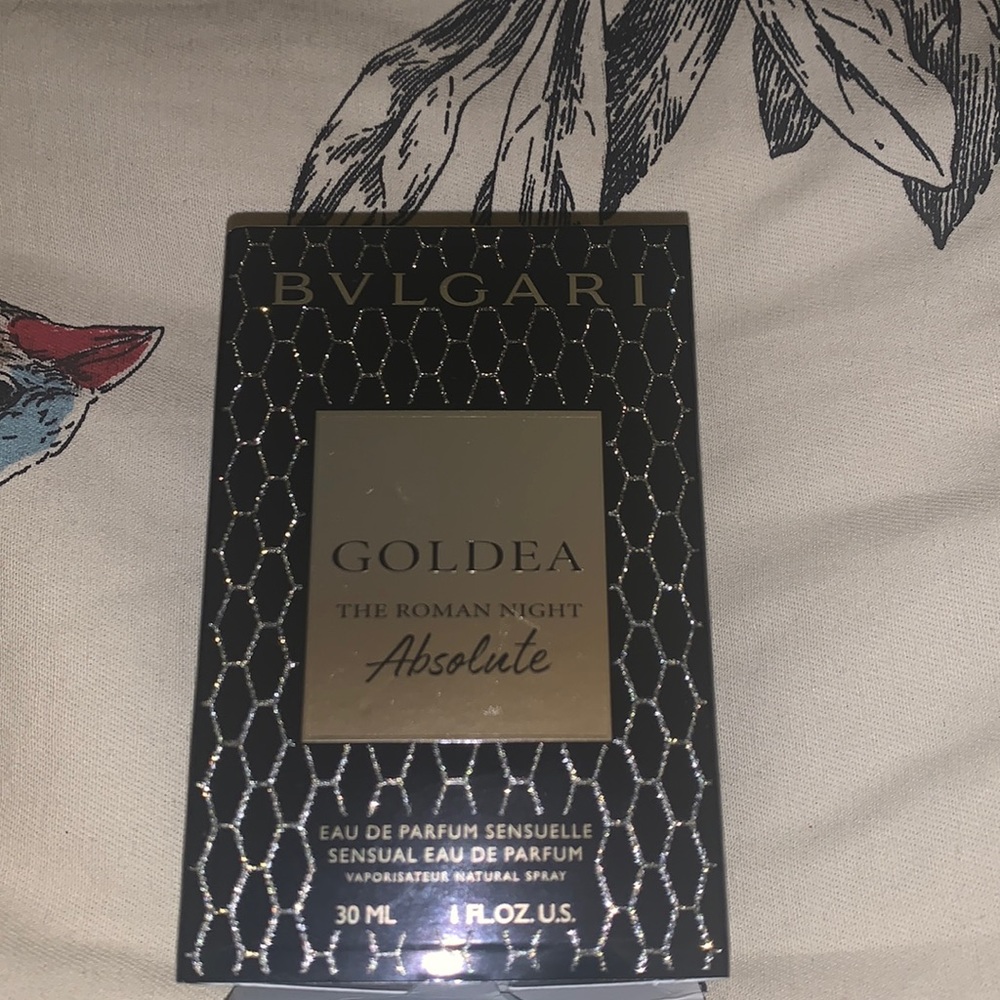 BVLGARI
GOLDEA
THE ROMAN NIGHT
Absolute
EAU DE PARFUM SENSUELLE
SENSUAL EAU DE PARFUM
VAPORISATEUR NATURAL SPRAY
30 ML 1 FL.OZ. U.S.